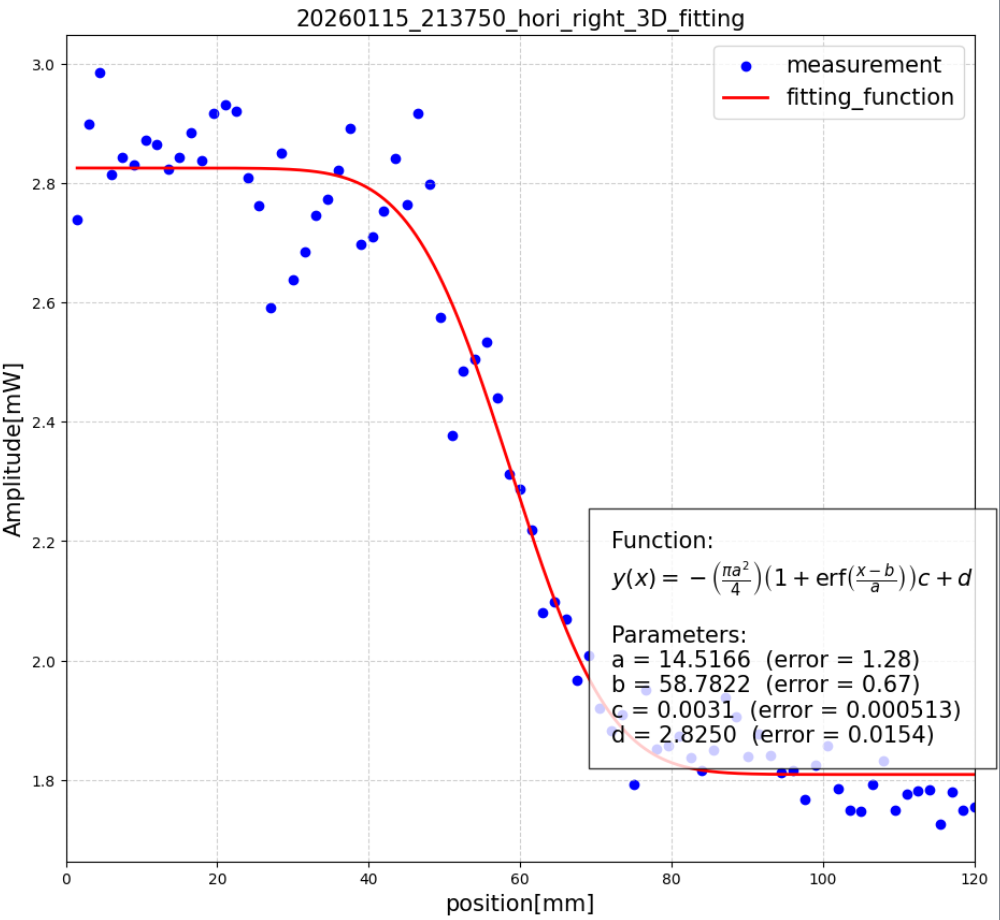 20260115_213750_hori_right_3D_fitting
measurement
fitting_function
Amplitude[mW]
3.0
2.8
2.6
2.4
2.2
2.0
1.8
Function:
y(x) = −(πa²/4)(1 + erf((x−b)/a))c + d
Parameters:
a = 14.5166 (error = 1.28)
b = 58.7822 (error = 0.67)
c = 0.0031 (error = 0.000513)
d = 2.8250 (error = 0.0154)
0 20 40 60 80 100 120
position[mm]